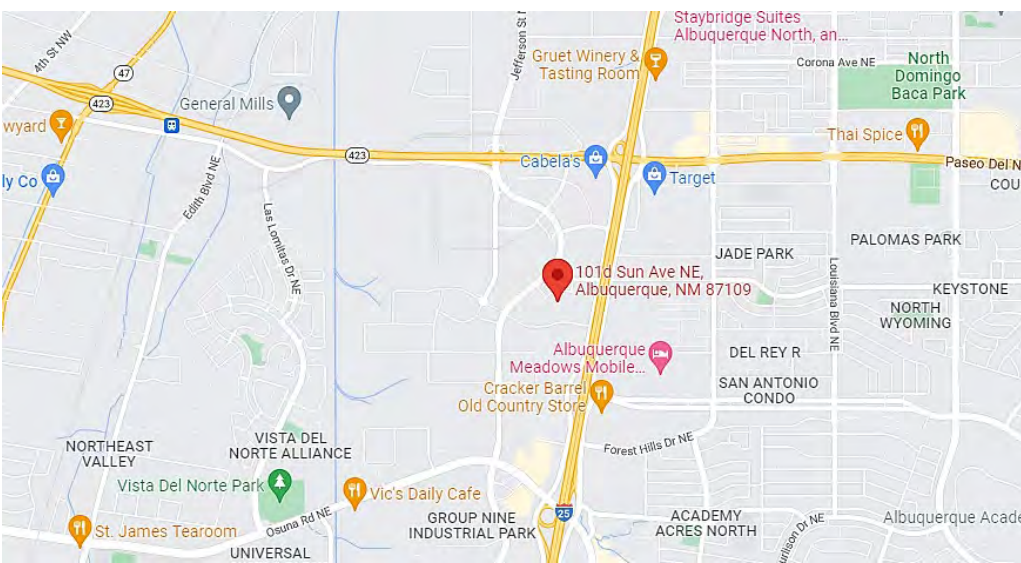 Staybridge Suites
Albuquerque North, an...
4th St NW
Jefferson St N
Gruet Winery &
Tasting Room
Corona Ave NE
North
Domingo
Baca Park
47
423
General Mills
wyard
Thai Spice
423
Cabela's
Paseo Del N
COU
ly Co
Target
Edith Blvd NE
Las Lomitas Dr NE
PALOMAS PARK
JADE PARK
101d Sun Ave NE,
Albuquerque, NM 87109
Louisiana Blvd NE
KEYSTONE
NORTH
WYOMING
Albuquerque
Meadows Mobile...
DEL REY R
Cracker Barrel
Old Country Store
SAN ANTONIO
CONDO
Forest Hills Dr NE
NORTHEAST
VALLEY
VISTA DEL
NORTE ALLIANCE
Vista Del Norte Park
Vic's Daily Cafe
Osuna Rd NE
25
GROUP NINE
INDUSTRIAL PARK
ACADEMY
ACRES NORTH
urlison Dr NE
Albuquerque Acade
St. James Tearoom
UNIVERSAL